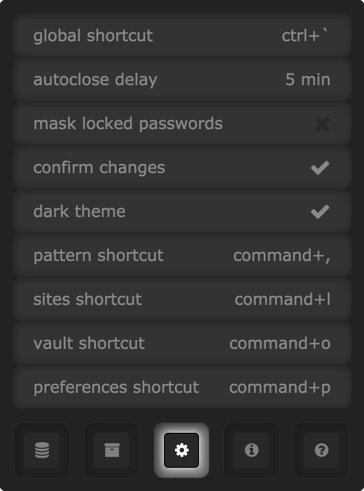 global shortcut ctrl+`
autoclose delay 5 min
mask locked passwords
confirm changes
dark theme
pattern shortcut command+,
sites shortcut command+l
vault shortcut command+o
preferences shortcut command+p